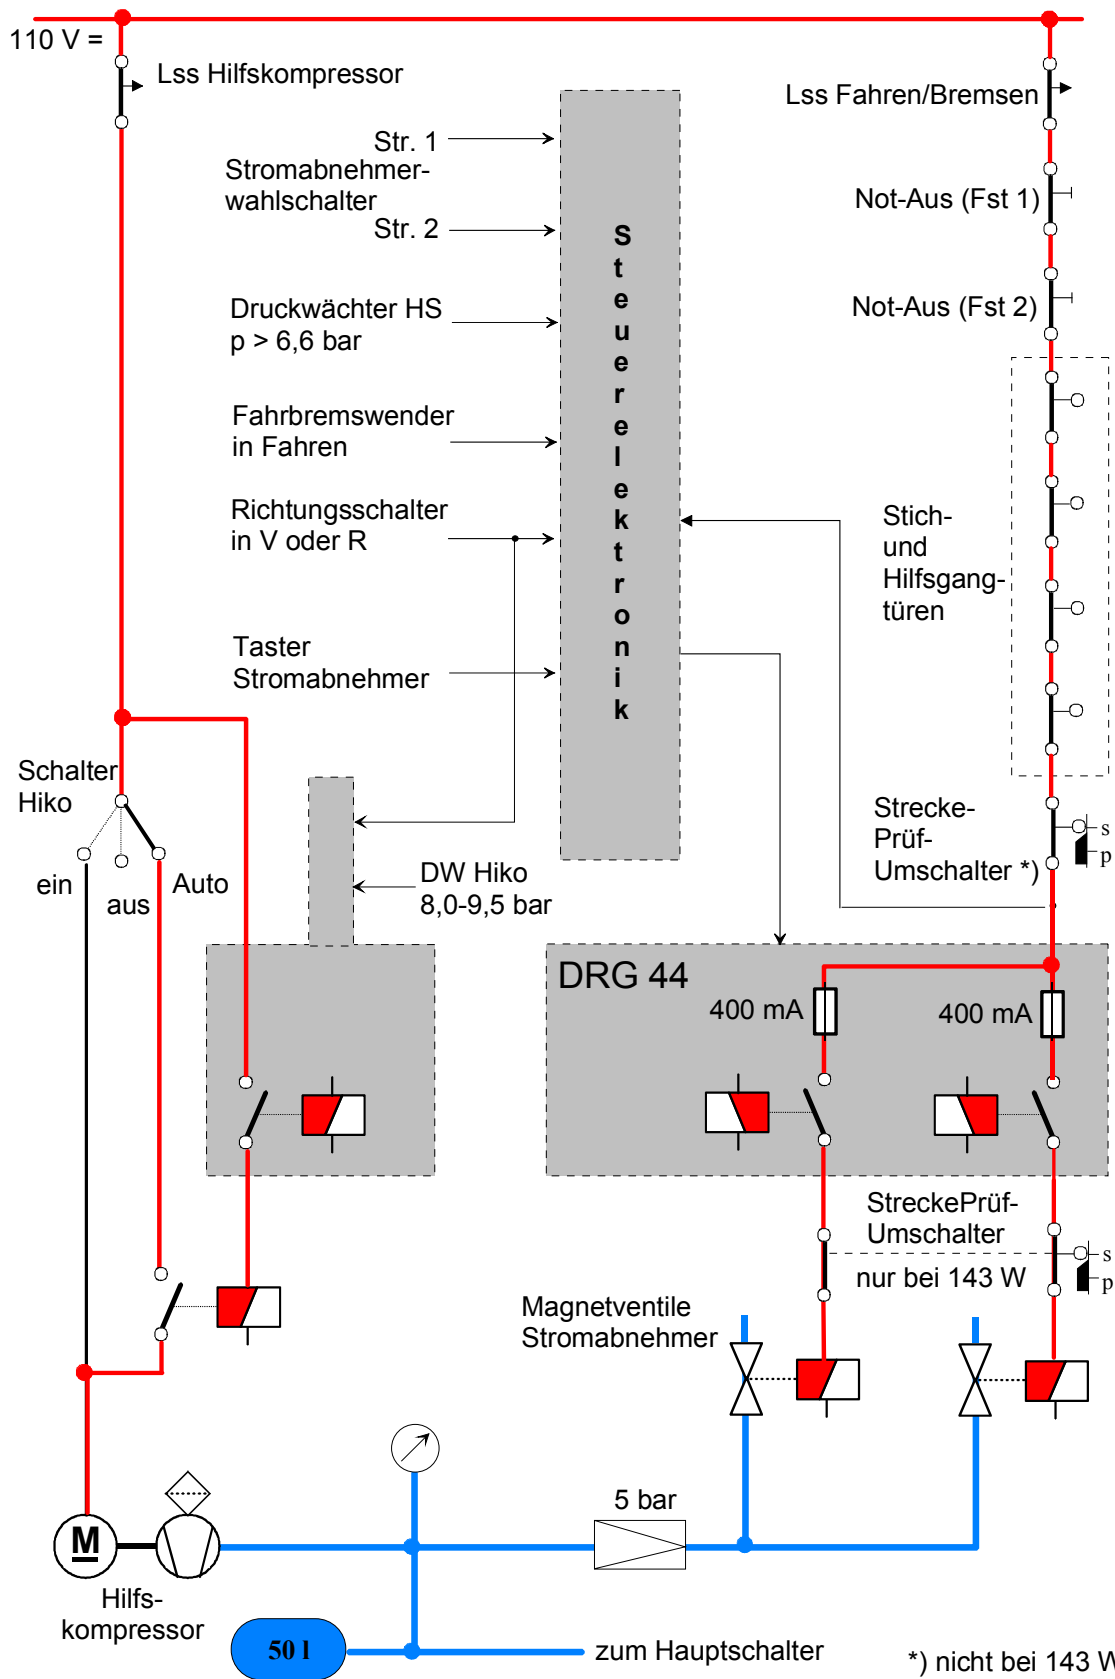 110 V =
Lss Hilfskompressor
Lss Fahren/Bremsen
Str. 1
Stromabnehmer-
wahlschalter
Str. 2
Not-Aus (Fst 1)
Not-Aus (Fst 2)
Druckwächter HS
p > 6,6 bar
Fahrbremswender
in Fahren
Richtungsschalter
in V oder R
Taster
Stromabnehmer
Steuerelektronik
Stich-
und
Hilfsgang-
türen
Schalter
Hiko
ein
aus
Auto
DW Hiko
8,0-9,5 bar
Strecke-
Prüf-
Umschalter *)
s
p
DRG 44
400 mA
400 mA
StreckePrüf-
Umschalter
nur bei 143 W
s
p
Magnetventile
Stromabnehmer
5 bar
M
Hilfs-
kompressor
50 l
zum Hauptschalter
*) nicht bei 143 W